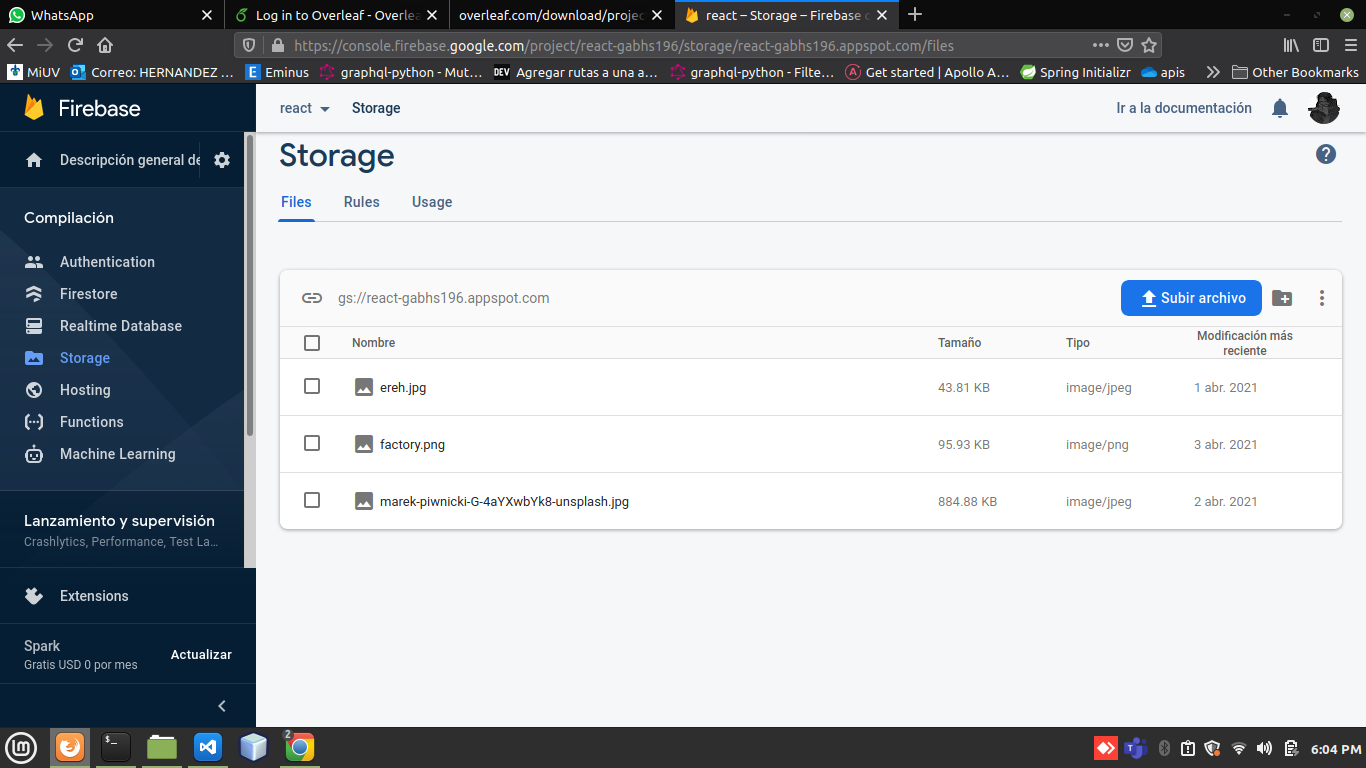 WhatsApp
Log in to Overleaf - Overlea
overleaf.com/download/projec
react – Storage – Firebase c
https://console.firebase.google.com/project/react-gabhs196/storage/react-gabhs196.appspot.com/files
MiUV
Correo: HERNANDEZ ...
Eminus
graphql-python - Mut...
DEV
Agregar rutas a una a...
graphql-python - Filte...
Get started | Apollo A...
Spring Initializr
apis
Other Bookmarks
Firebase
react
Storage
Ir a la documentación
Descripción general de
Compilación
Authentication
Firestore
Realtime Database
Storage
Hosting
Functions
Machine Learning
Lanzamiento y supervisión
Crashlytics, Performance, Test La...
Extensions
Spark
Gratis USD 0 por mes
Actualizar
Storage
Files
Rules
Usage
gs://react-gabhs196.appspot.com
Subir archivo
Nombre
Tamaño
Tipo
Modificación más
reciente
ereh.jpg
43.81 KB
image/jpeg
1 abr. 2021
factory.png
95.93 KB
image/png
3 abr. 2021
marek-piwnicki-G-4aYXwbYk8-unsplash.jpg
884.88 KB
image/jpeg
2 abr. 2021
2
6:04 PM